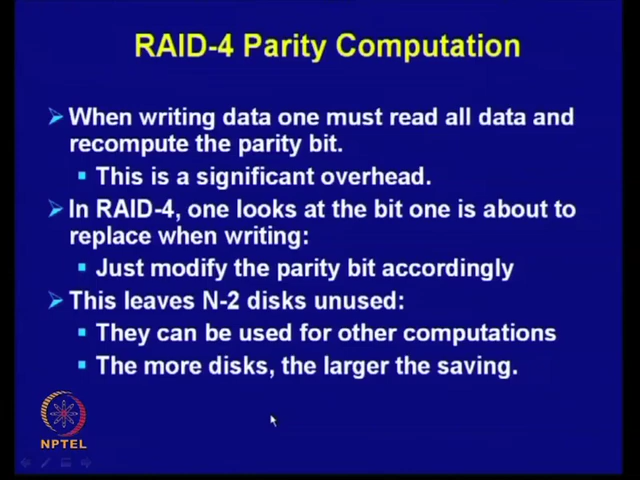 RAID-4 Parity Computation
When writing data one must read all data and
recompute the parity bit.
This is a significant overhead.
In RAID-4, one looks at the bit one is about to
replace when writing:
Just modify the parity bit accordingly
This leaves N-2 disks unused:
They can be used for other computations
The more disks, the larger the saving.
NPTEL